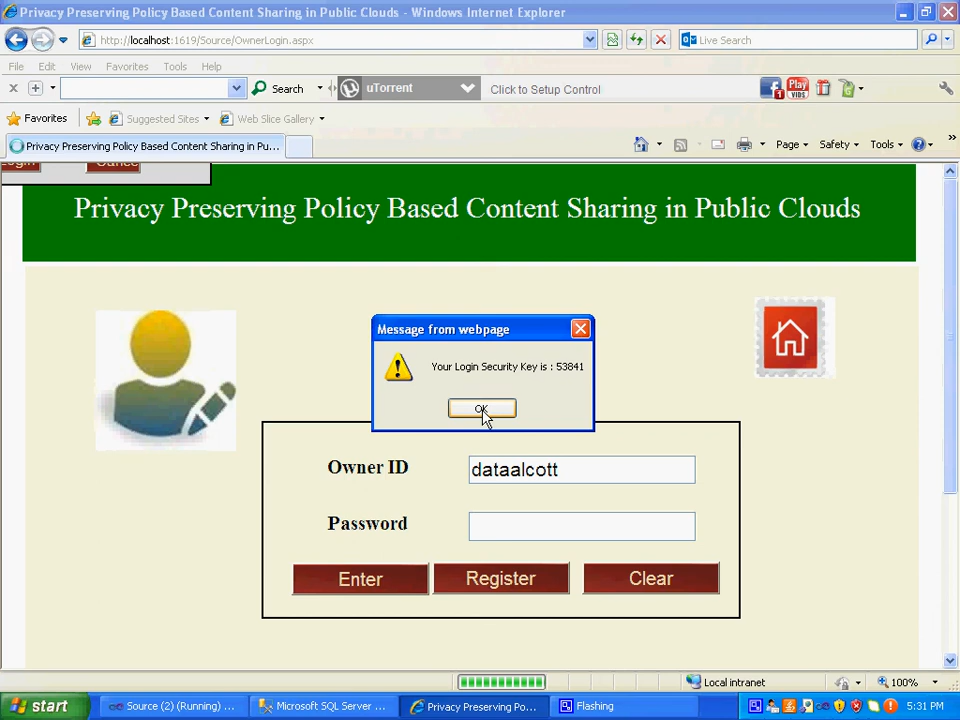 Privacy Preserving Policy Based Content Sharing in Public Clouds - Windows Internet Explorer
http://localhost:1619/Source/OwnerLogin.aspx
Live Search
File Edit View Favorites Tools Help
Search
uTorrent
Click to Setup Control
Play VIDS
Favorites
Suggested Sites
Web Slice Gallery
Privacy Preserving Policy Based Content Sharing in Pu...
Page
Safety
Tools
Privacy Preserving Policy Based Content Sharing in Public Clouds
Message from webpage
Your Login Security Key is : 53841
OK
Owner ID
dataalcott
Password
Enter
Register
Clear
Local intranet
100%
start
Source (2) (Running) ...
Microsoft SQL Server ...
Privacy Preserving Po...
Flashing
5:31 PM